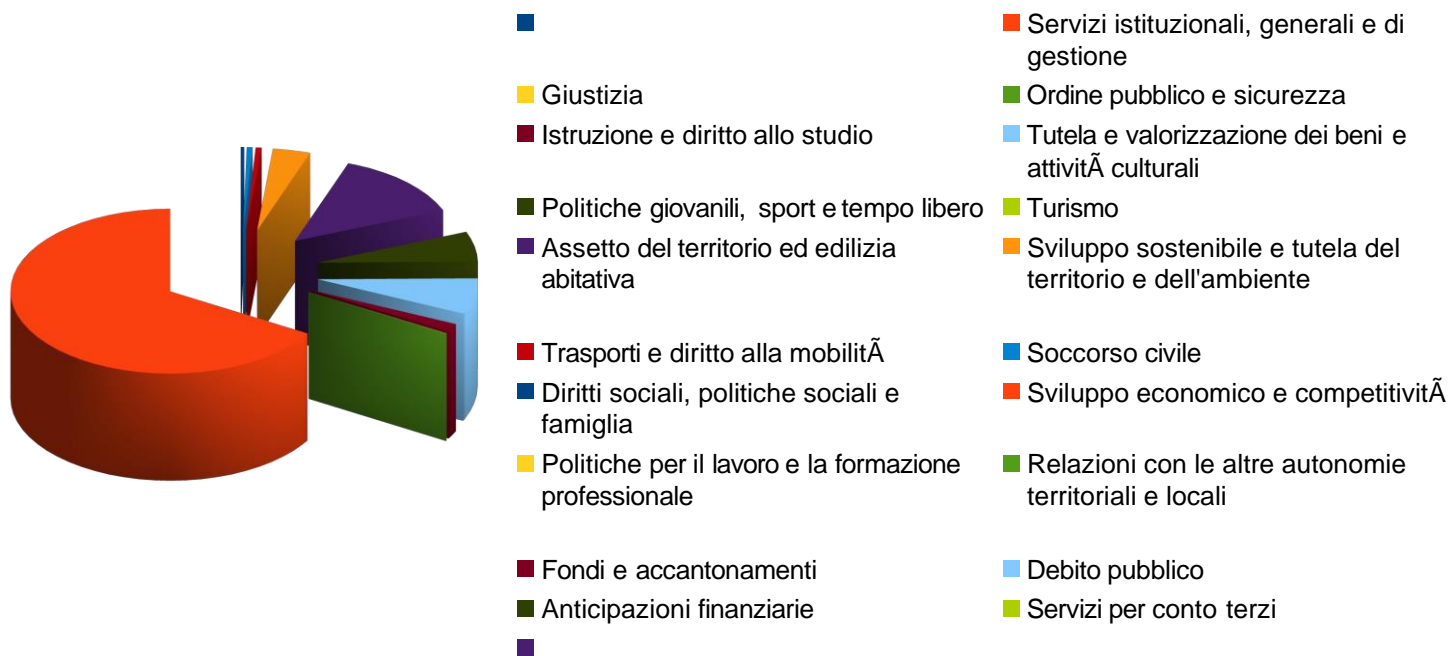 Servizi istituzionali, generali e di
gestione
Giustizia
Ordine pubblico e sicurezza
Istruzione e diritto allo studio
Tutela e valorizzazione dei beni e
attivitÃ culturali
Politiche giovanili, sport e tempo libero
Turismo
Assetto del territorio ed edilizia
abitativa
Sviluppo sostenibile e tutela del
territorio e dell'ambiente
Trasporti e diritto alla mobilitÃ
Soccorso civile
Diritti sociali, politiche sociali e
famiglia
Sviluppo economico e competitivitÃ
Politiche per il lavoro e la formazione
professionale
Relazioni con le altre autonomie
territoriali e locali
Fondi e accantonamenti
Debito pubblico
Anticipazioni finanziarie
Servizi per conto terzi